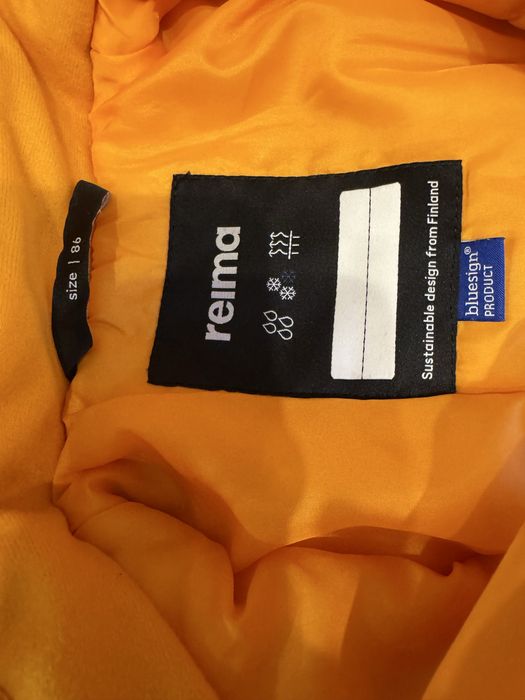 size | 86
reima
Sustainable design from Finland
bluesign®
PRODUCT